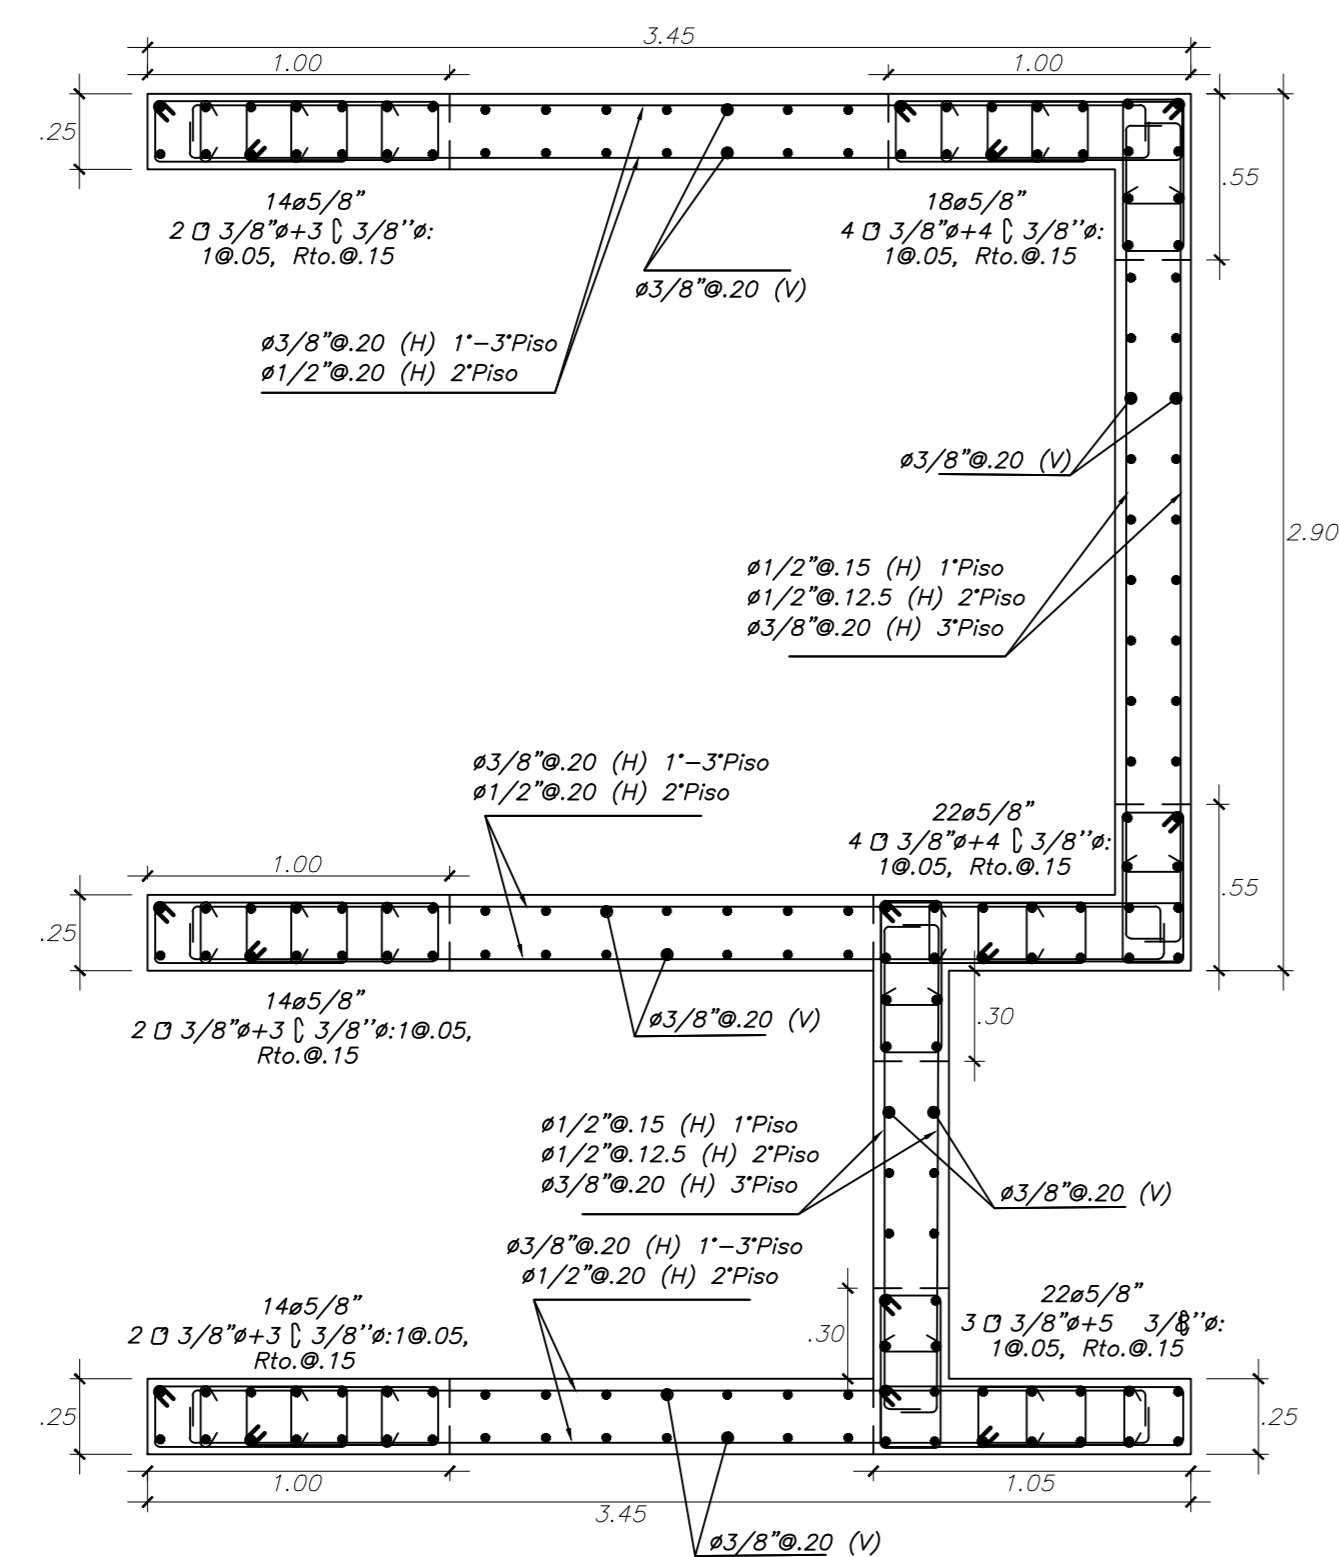 3.45
1.00
1.00
.25
.55
14ø5/8"
2 3/8"ø+3 3/8''ø:
1@.05, Rto.@.15
18ø5/8"
4 3/8"ø+4 3/8''ø:
1@.05, Rto.@.15
ø3/8"@.20 (V)
ø3/8"@.20 (H) 1°-3°Piso
ø1/2"@.20 (H) 2°Piso
ø3/8"@.20 (V)
2.90
ø1/2"@.15 (H) 1°Piso
ø1/2"@.12.5 (H) 2°Piso
ø3/8"@.20 (H) 3°Piso
ø3/8"@.20 (H) 1°-3°Piso
ø1/2"@.20 (H) 2°Piso
22ø5/8"
4 3/8"ø+4 3/8''ø:
1@.05, Rto.@.15
1.00
.55
.25
14ø5/8"
2 3/8"ø+3 3/8''ø:1@.05,
Rto.@.15
ø3/8"@.20 (V)
.30
ø1/2"@.15 (H) 1°Piso
ø1/2"@.12.5 (H) 2°Piso
ø3/8"@.20 (H) 3°Piso
ø3/8"@.20 (V)
ø3/8"@.20 (H) 1°-3°Piso
ø1/2"@.20 (H) 2°Piso
14ø5/8"
2 3/8"ø+3 3/8''ø:1@.05,
Rto.@.15
.30
22ø5/8"
3 3/8"ø+5 3/8''ø:
1@.05, Rto.@.15
.25
.25
1.00
1.05
3.45
ø3/8"@.20 (V)